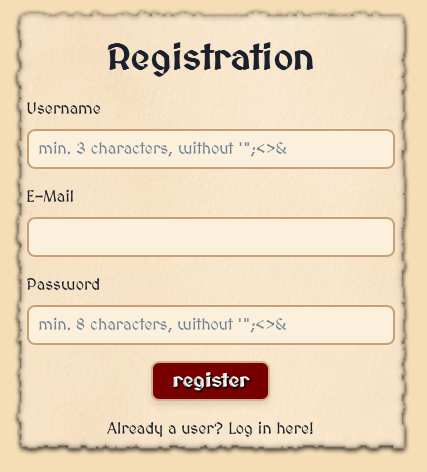 Registration
Username
min. 3 characters, without '";<>&
E-Mail
Password
min. 8 characters, without '";<>&
register
Already a user? Log in here!